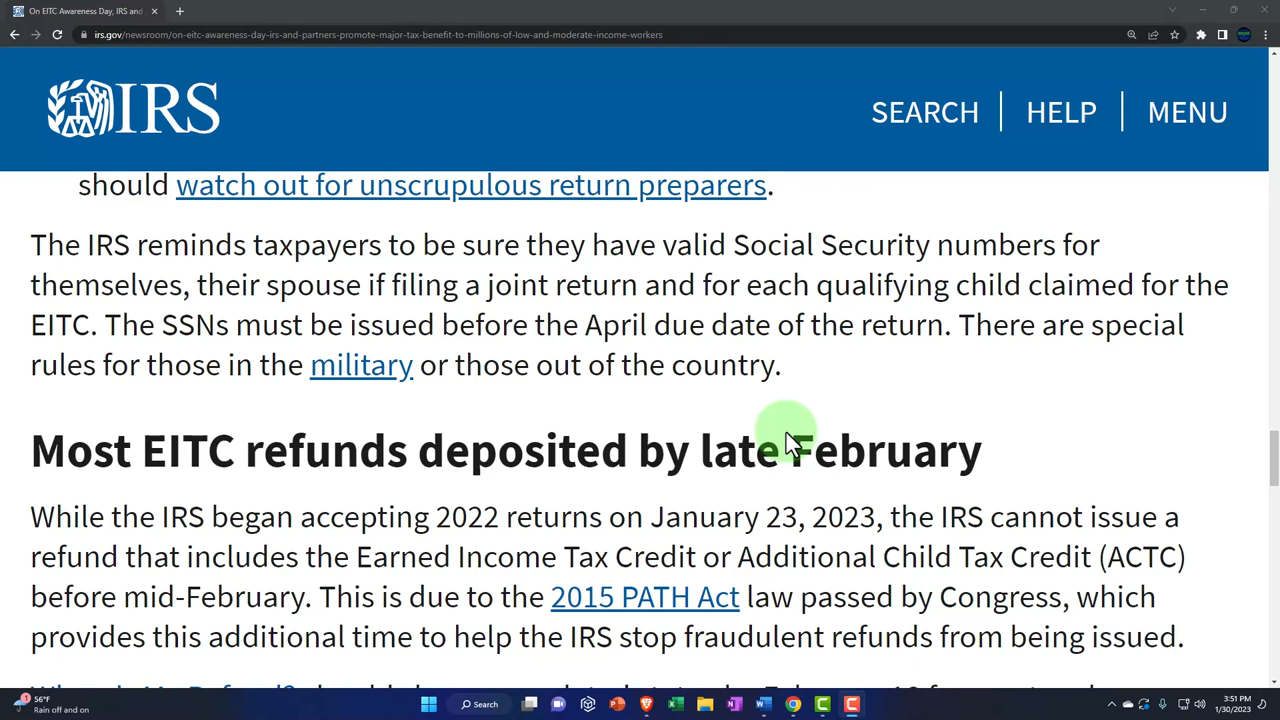 On EITC Awareness Day, IRS and
irs.gov/newsroom/on-eitc-awareness-day-irs-and-partners-promote-major-tax-benefit-to-millions-of-low-and-moderate-income-workers
IRS
SEARCH | HELP | MENU
should watch out for unscrupulous return preparers.
The IRS reminds taxpayers to be sure they have valid Social Security numbers for
themselves, their spouse if filing a joint return and for each qualifying child claimed for the
EITC. The SSNs must be issued before the April due date of the return. There are special
rules for those in the military or those out of the country.
Most EITC refunds deposited by late February
While the IRS began accepting 2022 returns on January 23, 2023, the IRS cannot issue a
refund that includes the Earned Income Tax Credit or Additional Child Tax Credit (ACTC)
before mid-February. This is due to the 2015 PATH Act law passed by Congress, which
provides this additional time to help the IRS stop fraudulent refunds from being issued.
56°F
Rain off and on
Search
3:51 PM
1/30/2023